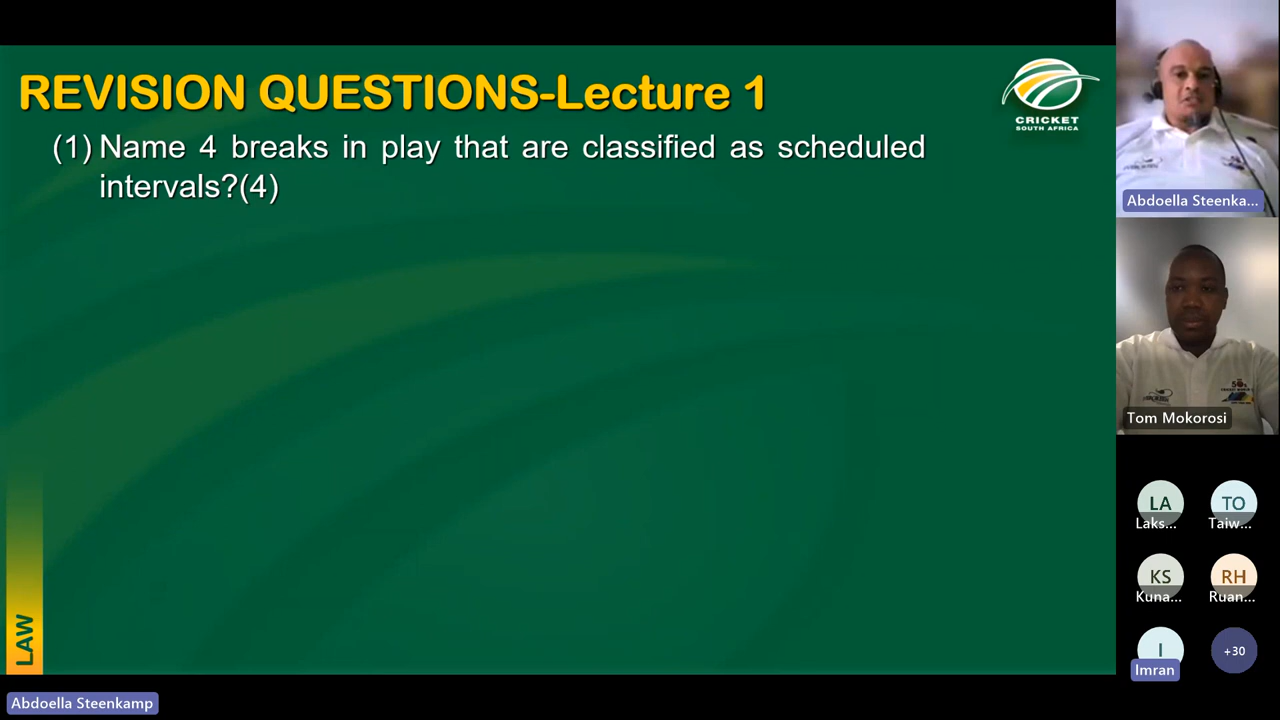 REVISION QUESTIONS-Lecture 1
CRICKET
SOUTH AFRICA
(1) Name 4 breaks in play that are classified as scheduled
intervals?(4)
LAW
Abdoella Steenkamp
Abdoella Steenka...
Tom Mokorosi
LA
TO
Laks...
Taiw...
KS
RH
Kuna...
Ruan...
I
+30
Imran